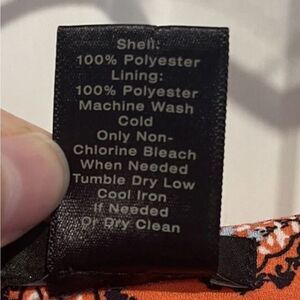 Shell:
100% Polyester
Lining:
100% Polyester
Machine Wash
Cold
Only Non-
Chlorine Bleach
When Needed
Tumble Dry Low
Cool Iron
If Needed
Or Dry Clean